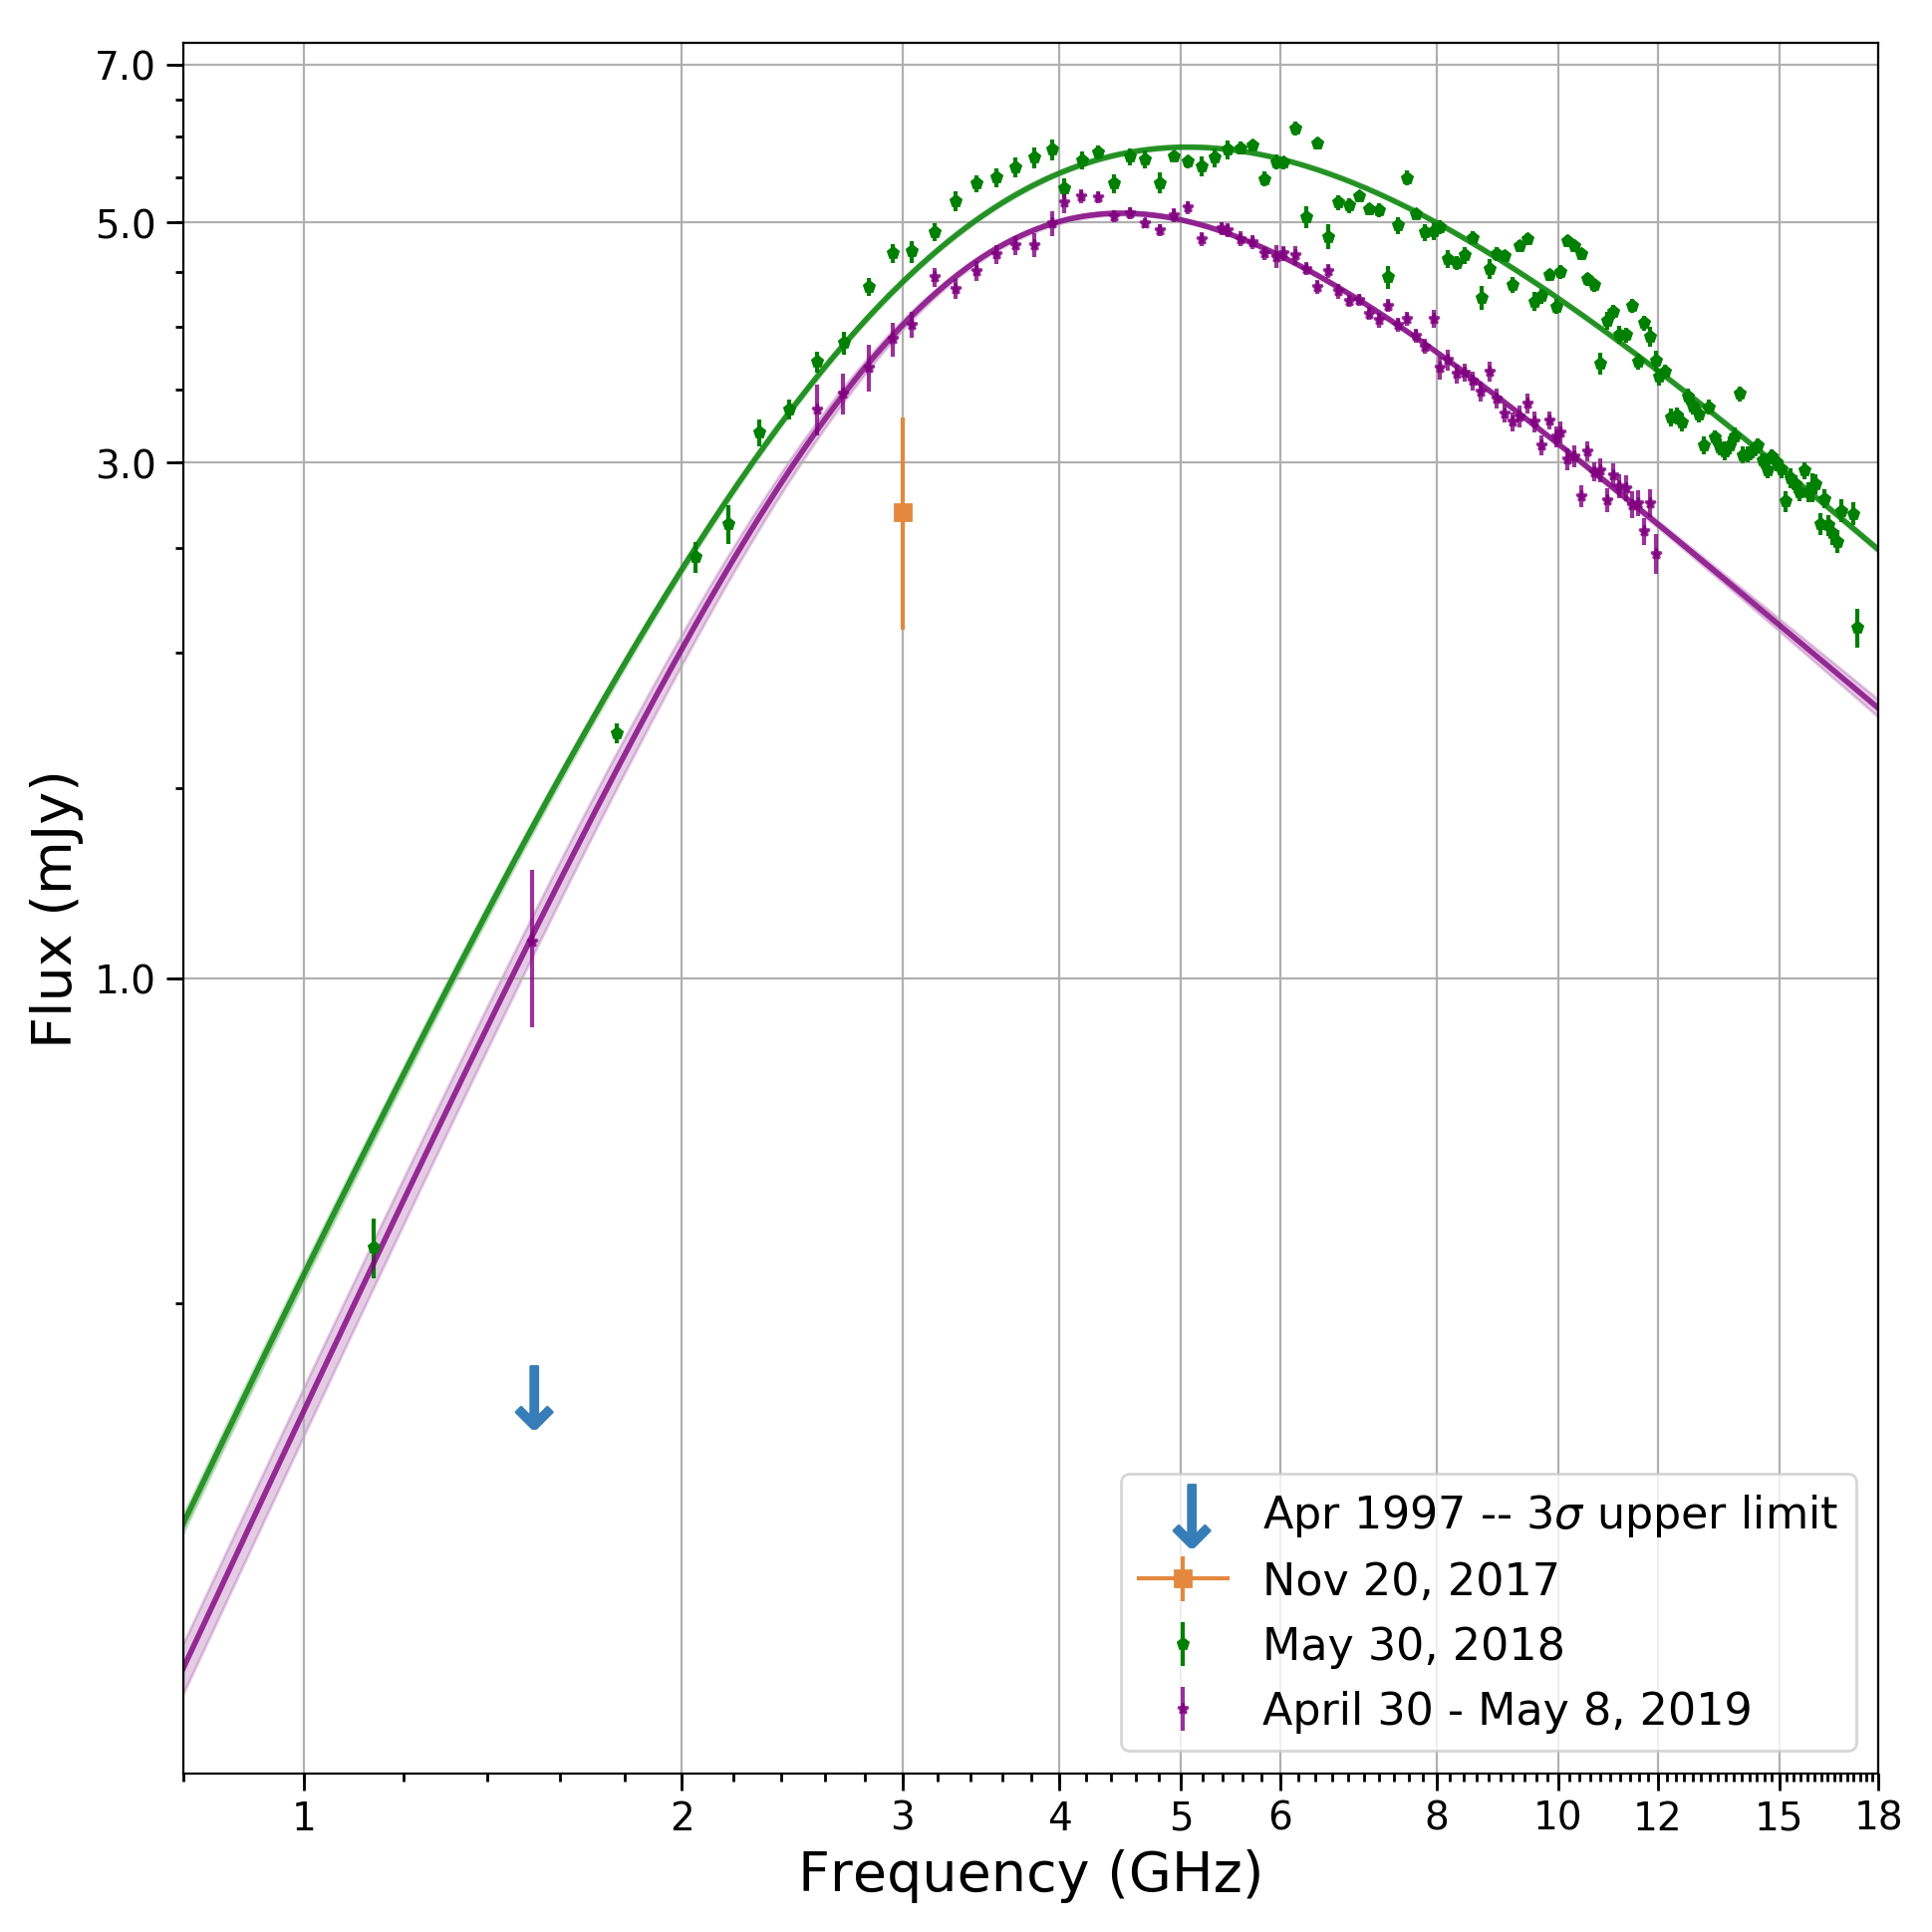 7.0
5.0
3.0
1.0
Flux (mJy)
Apr 1997 -- 3σ upper limit
Nov 20, 2017
May 30, 2018
April 30 - May 8, 2019
1 2 3 4 5 6 8 10 12 15 18
Frequency (GHz)